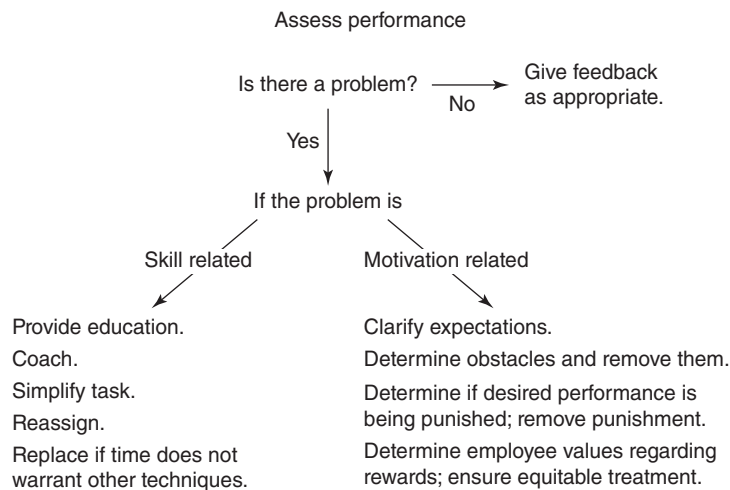 Assess performance
Is there a problem?
No
Give feedback
as appropriate.
Yes
If the problem is
Skill related
Motivation related
Provide education.
Coach.
Simplify task.
Reassign.
Replace if time does not
warrant other techniques.
Clarify expectations.
Determine obstacles and remove them.
Determine if desired performance is
being punished; remove punishment.
Determine employee values regarding
rewards; ensure equitable treatment.